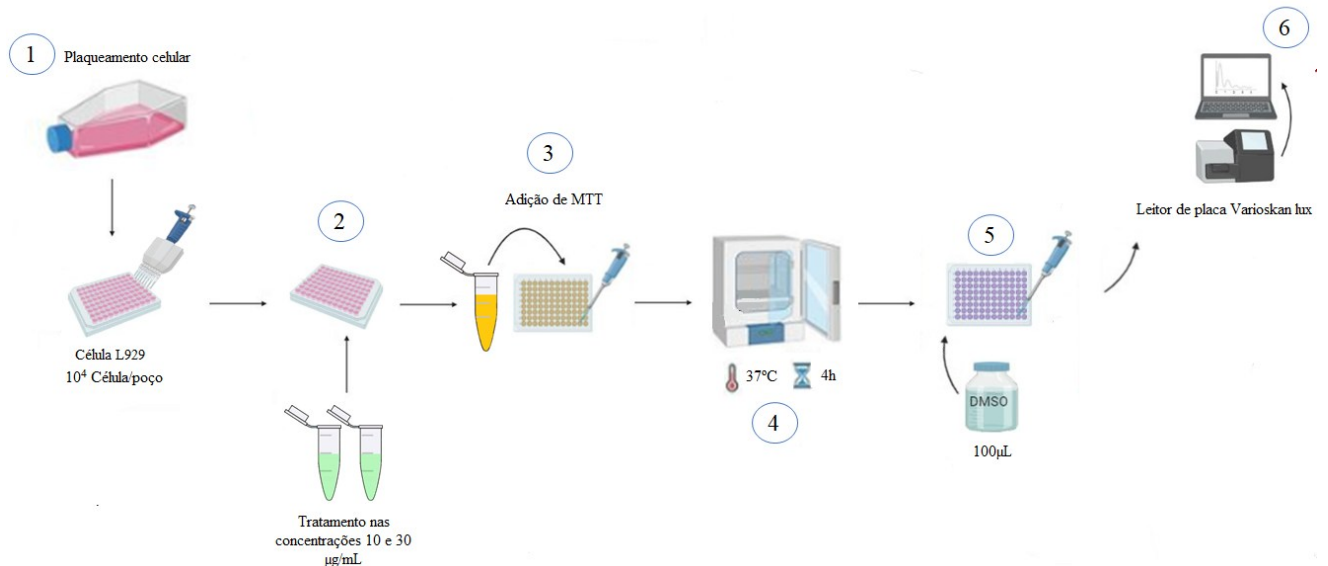 1
Plaqueamento celular
Célula L929
10⁴ Célula/poço
2
Tratamento nas
concentrações 10 e 30
µg/mL
3
Adição de MTT
37ºC
4h
4
5
DMSO
100µL
6
Leitor de placa Varioskan lux